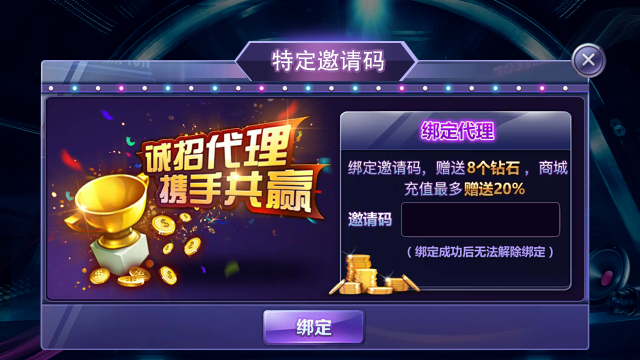 特定邀请码
诚招代理
携手共赢
绑定代理
绑定邀请码，赠送8个钻石，商城
充值最多赠送20%
邀请码
（绑定成功后无法解除绑定）
绑定